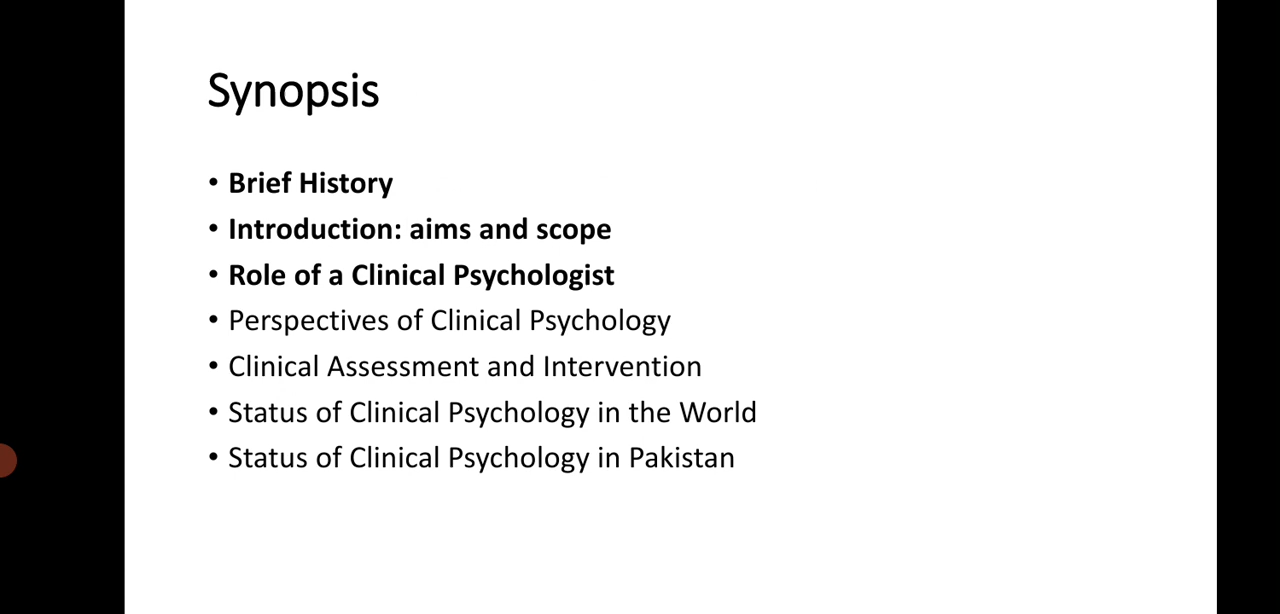 Synopsis
• Brief History
• Introduction: aims and scope
• Role of a Clinical Psychologist
• Perspectives of Clinical Psychology
• Clinical Assessment and Intervention
• Status of Clinical Psychology in the World
• Status of Clinical Psychology in Pakistan